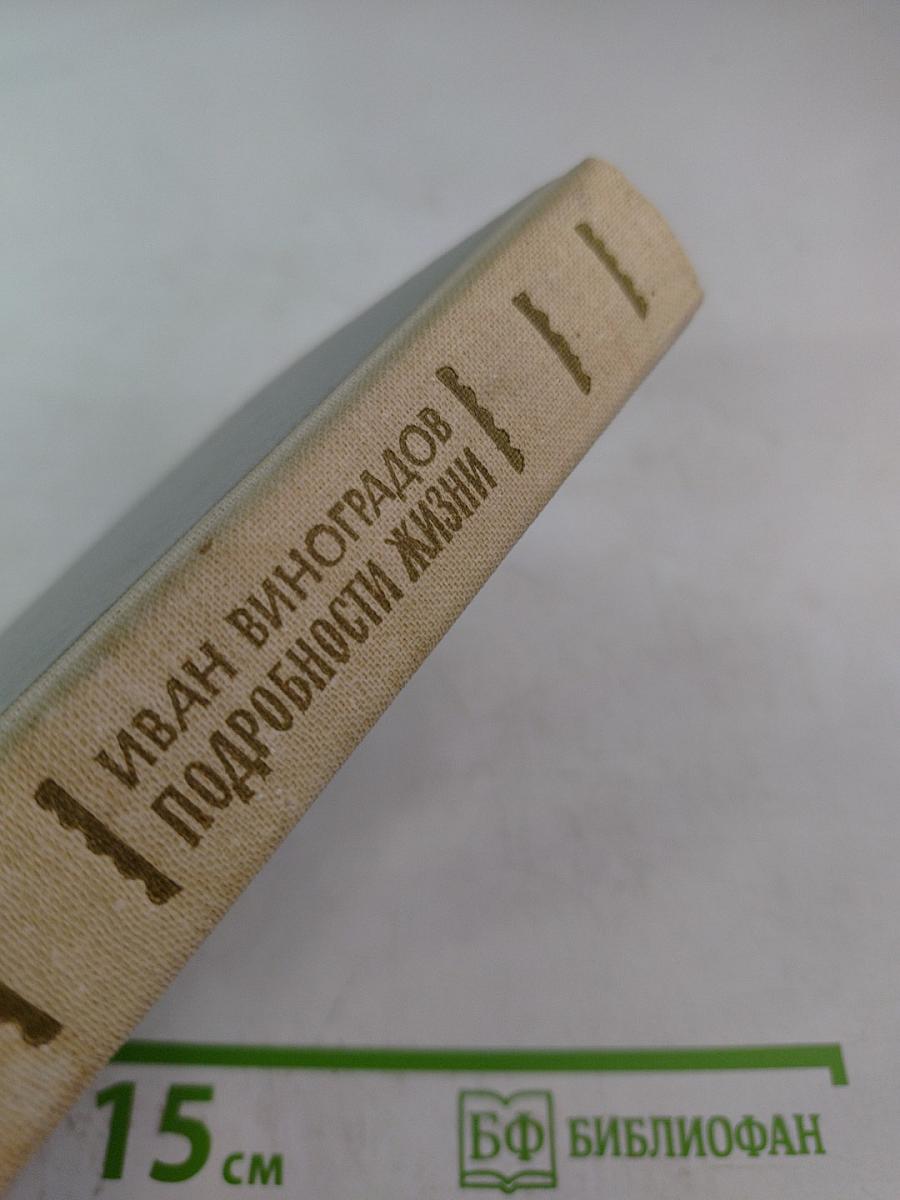 ИВАН ВИНОГРАДОВ
ПОДРОБНОСТИ ЖИЗНИ
15 см
БФ БИБЛИОФАН